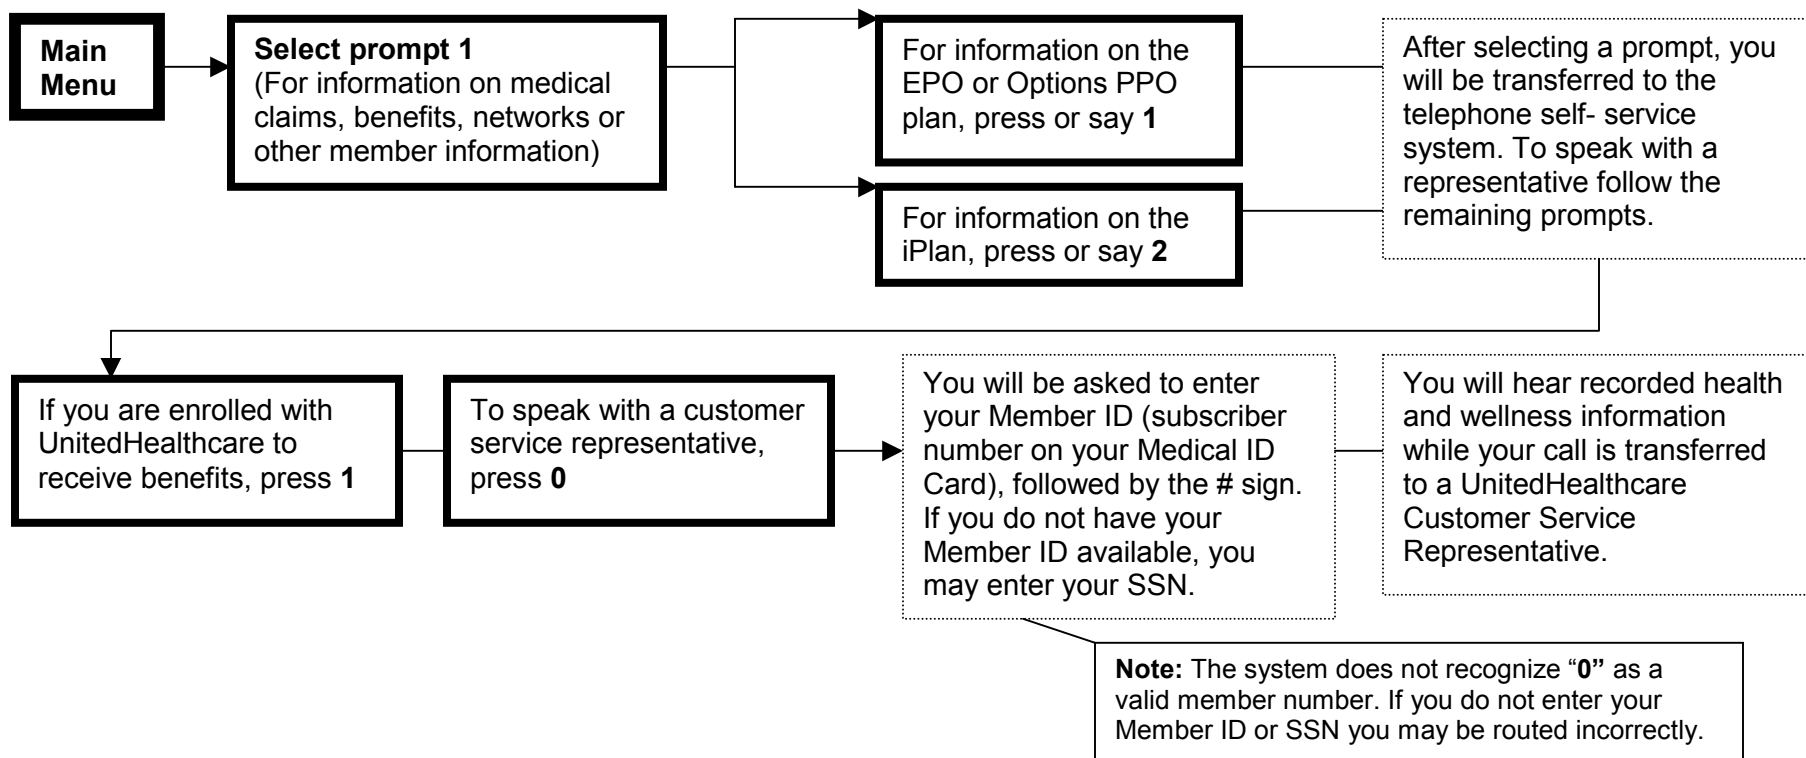 Main
Menu
Select prompt 1
(For information on medical
claims, benefits, networks or
other member information)
For information on the
EPO or Options PPO
plan, press or say 1
For information on the
iPlan, press or say 2
After selecting a prompt, you
will be transferred to the
telephone self- service
system. To speak with a
representative follow the
remaining prompts.
If you are enrolled with
UnitedHealthcare to
receive benefits, press 1
To speak with a customer
service representative,
press 0
You will be asked to enter
your Member ID (subscriber
number on your Medical ID
Card), followed by the # sign.
If you do not have your
Member ID available, you
may enter your SSN.
You will hear recorded health
and wellness information
while your call is transferred
to a UnitedHealthcare
Customer Service
Representative.
Note: The system does not recognize “0” as a
valid member number. If you do not enter your
Member ID or SSN you may be routed incorrectly.